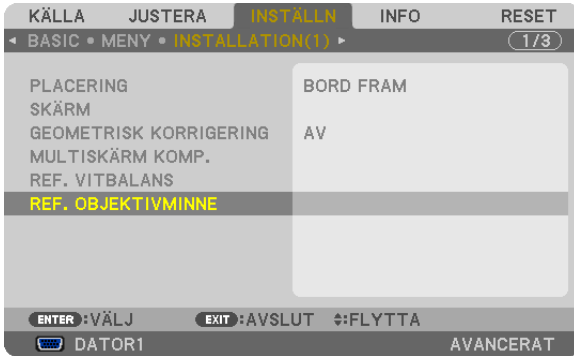 KÄLLA JUSTERA INSTÄLLN INFO RESET
◂ BASIC • MENY • INSTALLATION(1) ▸ 1/3
PLACERING BORD FRAM
SKÄRM
GEOMETRISK KORRIGERING AV
MULTISKÄRM KOMP.
REF. VITBALANS
REF. OBJEKTIVMINNE
ENTER :VÄLJ EXIT :AVSLUT ⬍:FLYTTA
DATOR1 AVANCERAT